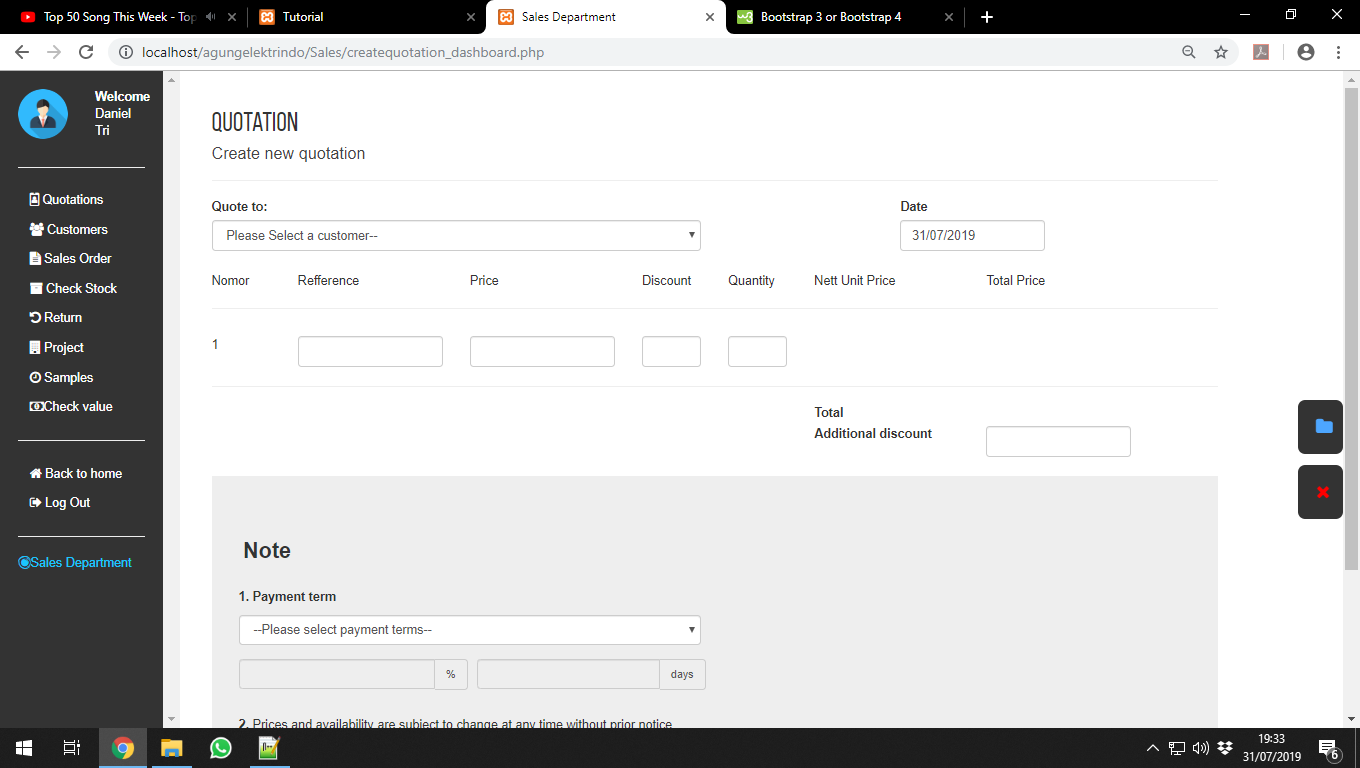 Top 50 Song This Week - Top
Tutorial
Sales Department
Bootstrap 3 or Bootstrap 4
localhost/agungelektrindo/Sales/createquotation_dashboard.php
Welcome
Daniel
Tri
Quotations
Customers
Sales Order
Check Stock
Return
Project
Samples
Check value
Back to home
Log Out
Sales Department
QUOTATION
Create new quotation
Quote to:
Date
Please Select a customer--
31/07/2019
Nomor Refference Price Discount Quantity Nett Unit Price Total Price
1
Total
Additional discount
Note
1. Payment term
--Please select payment terms--
% days
2. Prices and availability are subject to change at any time without prior notice
19:33
31/07/2019
6